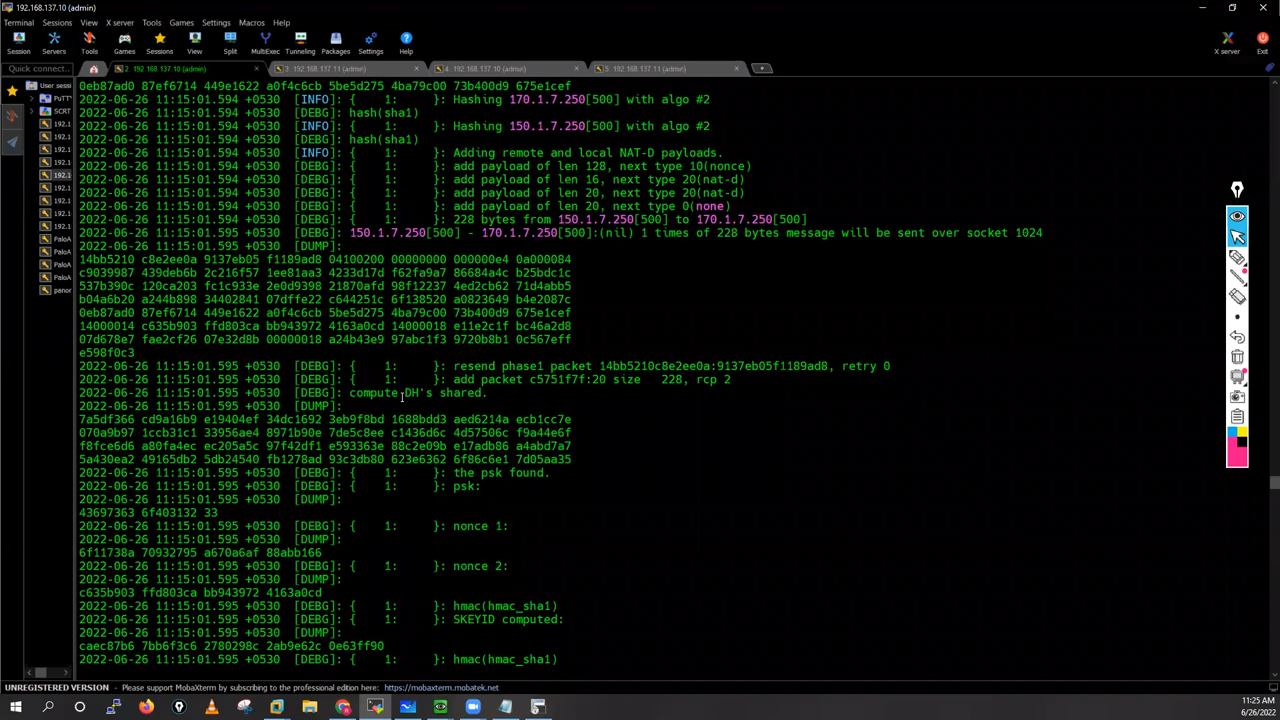 192.168.137.10 (admin)
Terminal Sessions View X server Tools Games Settings Macros Help
Session Servers Tools Games Sessions View Split MultiExec Tunneling Packages Settings Help X server Exit
Quick connect... 2. 192.168.137.10 (admin) 3. 192.168.137.11 (admin) 4. 192.168.137.10 (admin) 5. 192.168.137.11 (admin)
User sessi
PuTT
SCRT
192.1
192.1
192.1
192.1
192.1
192.1
192.1
192.1
192.1
PaloA
PaloA
PaloA
PaloA
panor
0eb87ad0 87ef6714 449e1622 a0f4c6cb 5be5d275 4ba79c00 73b400d9 675e1cef
2022-06-26 11:15:01.594 +0530 [INFO]: { 1: }: Hashing 170.1.7.250[500] with algo #2
2022-06-26 11:15:01.594 +0530 [DEBG]: hash(sha1)
2022-06-26 11:15:01.594 +0530 [INFO]: { 1: }: Hashing 150.1.7.250[500] with algo #2
2022-06-26 11:15:01.594 +0530 [DEBG]: hash(sha1)
2022-06-26 11:15:01.594 +0530 [INFO]: { 1: }: Adding remote and local NAT-D payloads.
2022-06-26 11:15:01.594 +0530 [DEBG]: { 1: }: add payload of len 128, next type 10(nonce)
2022-06-26 11:15:01.594 +0530 [DEBG]: { 1: }: add payload of len 16, next type 20(nat-d)
2022-06-26 11:15:01.594 +0530 [DEBG]: { 1: }: add payload of len 20, next type 20(nat-d)
2022-06-26 11:15:01.594 +0530 [DEBG]: { 1: }: add payload of len 20, next type 0(none)
2022-06-26 11:15:01.594 +0530 [DEBG]: { 1: }: 228 bytes from 150.1.7.250[500] to 170.1.7.250[500]
2022-06-26 11:15:01.595 +0530 [DEBG]: 150.1.7.250[500] - 170.1.7.250[500]:(nil) 1 times of 228 bytes message will be sent over socket 1024
2022-06-26 11:15:01.595 +0530 [DUMP]:
14bb5210 c8e2ee0a 9137eb05 f1189ad8 04100200 00000000 000000e4 0a000084
c9039987 439deb6b 2c216f57 1ee81aa3 4233d17d f62fa9a7 86684a4c b25bdc1c
537b390c 120ca203 fc1c933e 2e0d9398 21870afd 98f12237 4ed2cb62 71d4abb5
b04a6b20 a244b898 34402841 07dffe22 c644251c 6f138520 a0823649 b4e2087c
0eb87ad0 87ef6714 449e1622 a0f4c6cb 5be5d275 4ba79c00 73b400d9 675e1cef
14000014 c635b903 ffd803ca bb943972 4163a0cd 14000018 e11e2c1f bc46a2d8
07d678e7 fae2cf26 07e32d8b 00000018 a24b43e9 97abc1f3 9720b8b1 0c567eff
e598f0c3
2022-06-26 11:15:01.595 +0530 [DEBG]: { 1: }: resend phase1 packet 14bb5210c8e2ee0a:9137eb05f1189ad8, retry 0
2022-06-26 11:15:01.595 +0530 [DEBG]: { 1: }: add packet c5751f7f:20 size 228, rcp 2
2022-06-26 11:15:01.595 +0530 [DEBG]: compute DH's shared.
2022-06-26 11:15:01.595 +0530 [DUMP]:
7a5df366 cd9a16b9 e19404ef 34dc1692 3eb9f8bd 1688bdd3 aed6214a ecb1cc7e
070a9b97 1ccb31c1 33956ae4 8971b90e 7de5c8ee c1436d6c 4d57506c f9a44e6f
f8fce6d6 a80fa4ec ec205a5c 97f42df1 e593363e 88c2e09b e17adb86 a4abd7a7
5a430ea2 49165db2 5db24540 fb1278ad 93c3db80 623e6362 6f86c6e1 7d05aa35
2022-06-26 11:15:01.595 +0530 [DEBG]: { 1: }: the psk found.
2022-06-26 11:15:01.595 +0530 [DEBG]: { 1: }: psk:
2022-06-26 11:15:01.595 +0530 [DUMP]:
43697363 6f403132 33
2022-06-26 11:15:01.595 +0530 [DEBG]: { 1: }: nonce 1:
2022-06-26 11:15:01.595 +0530 [DUMP]:
6f11738a 70932795 a670a6af 88abb166
2022-06-26 11:15:01.595 +0530 [DEBG]: { 1: }: nonce 2:
2022-06-26 11:15:01.595 +0530 [DUMP]:
c635b903 ffd803ca bb943972 4163a0cd
2022-06-26 11:15:01.595 +0530 [DEBG]: { 1: }: hmac(hmac_sha1)
2022-06-26 11:15:01.595 +0530 [DEBG]: { 1: }: SKEYID computed:
2022-06-26 11:15:01.595 +0530 [DUMP]:
caec87b6 7bb6f3c6 2780298c 2ab9e62c 0e63ff90
2022-06-26 11:15:01.595 +0530 [DEBG]: { 1: }: hmac(hmac_sha1)
UNREGISTERED VERSION - Please support MobaXterm by subscribing to the professional edition here: https://mobaxterm.mobatek.net
11:25 AM
6/26/2022